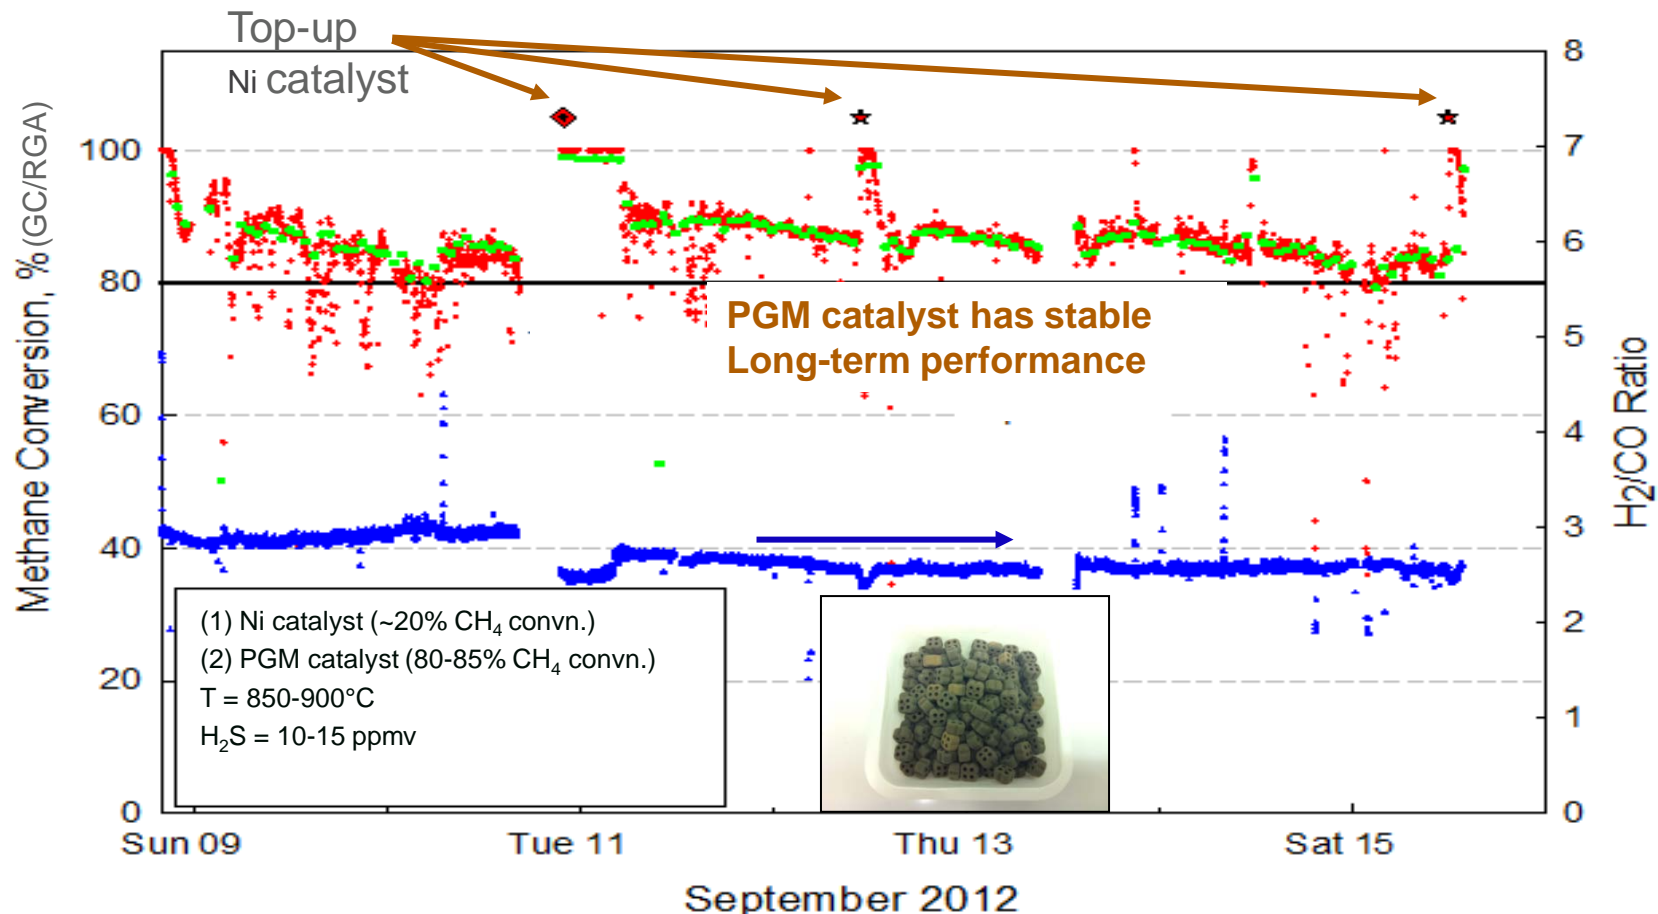 Top-up
Ni catalyst
Methane Conversion, % (GC/RGA)
100
80
60
40
20
0
8
7
6
5
4
3
2
1
0
H2/CO Ratio
PGM catalyst has stable
Long-term performance
(1) Ni catalyst (~20% CH4 convn.)
(2) PGM catalyst (80-85% CH4 convn.)
T = 850-900°C
H2S = 10-15 ppmv
Sun 09
Tue 11
Thu 13
Sat 15
September 2012